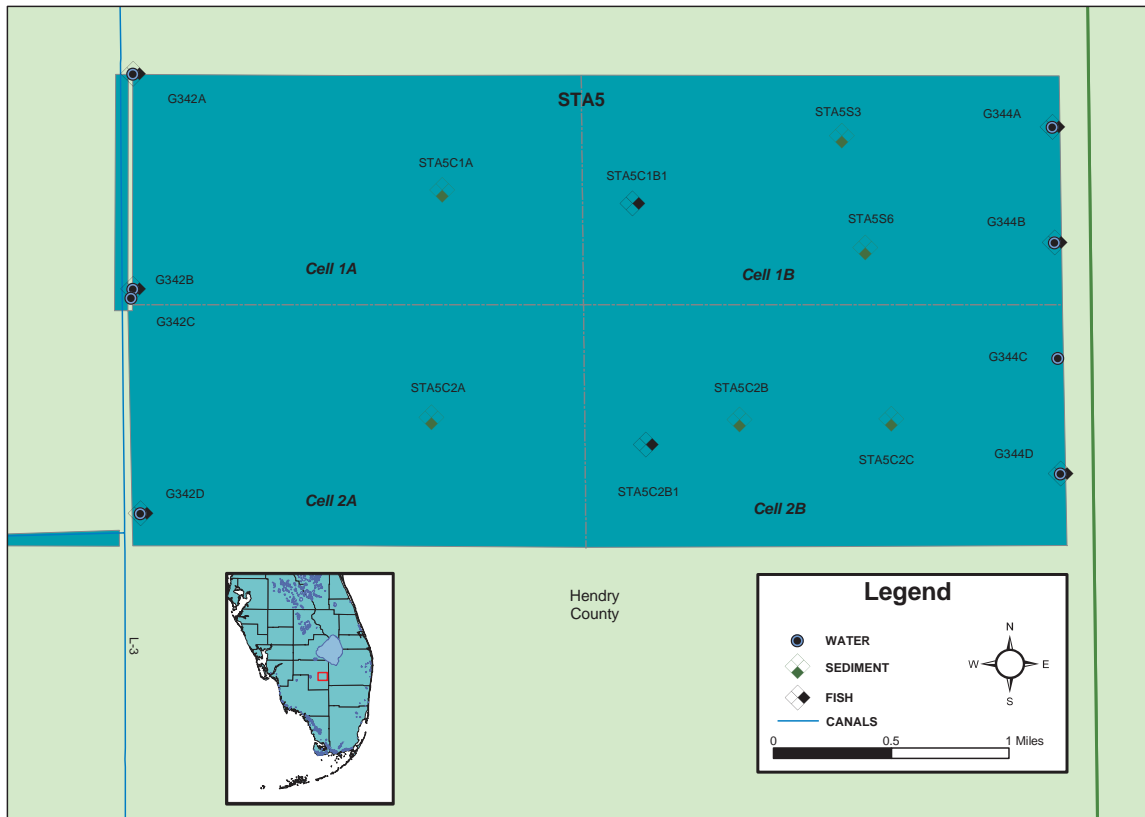 STA5
G342A
STA5S3
G344A
STA5C1A
STA5C1B1
STA5S6
G344B
Cell 1A
Cell 1B
G342B
G342C
G344C
STA5C2A
STA5C2B
STA5C2C
G344D
STA5C2B1
G342D
Cell 2A
Cell 2B
Hendry
County
L-3
Legend
WATER
SEDIMENT
FISH
CANALS
N
W E
S
0 0.5 1 Miles